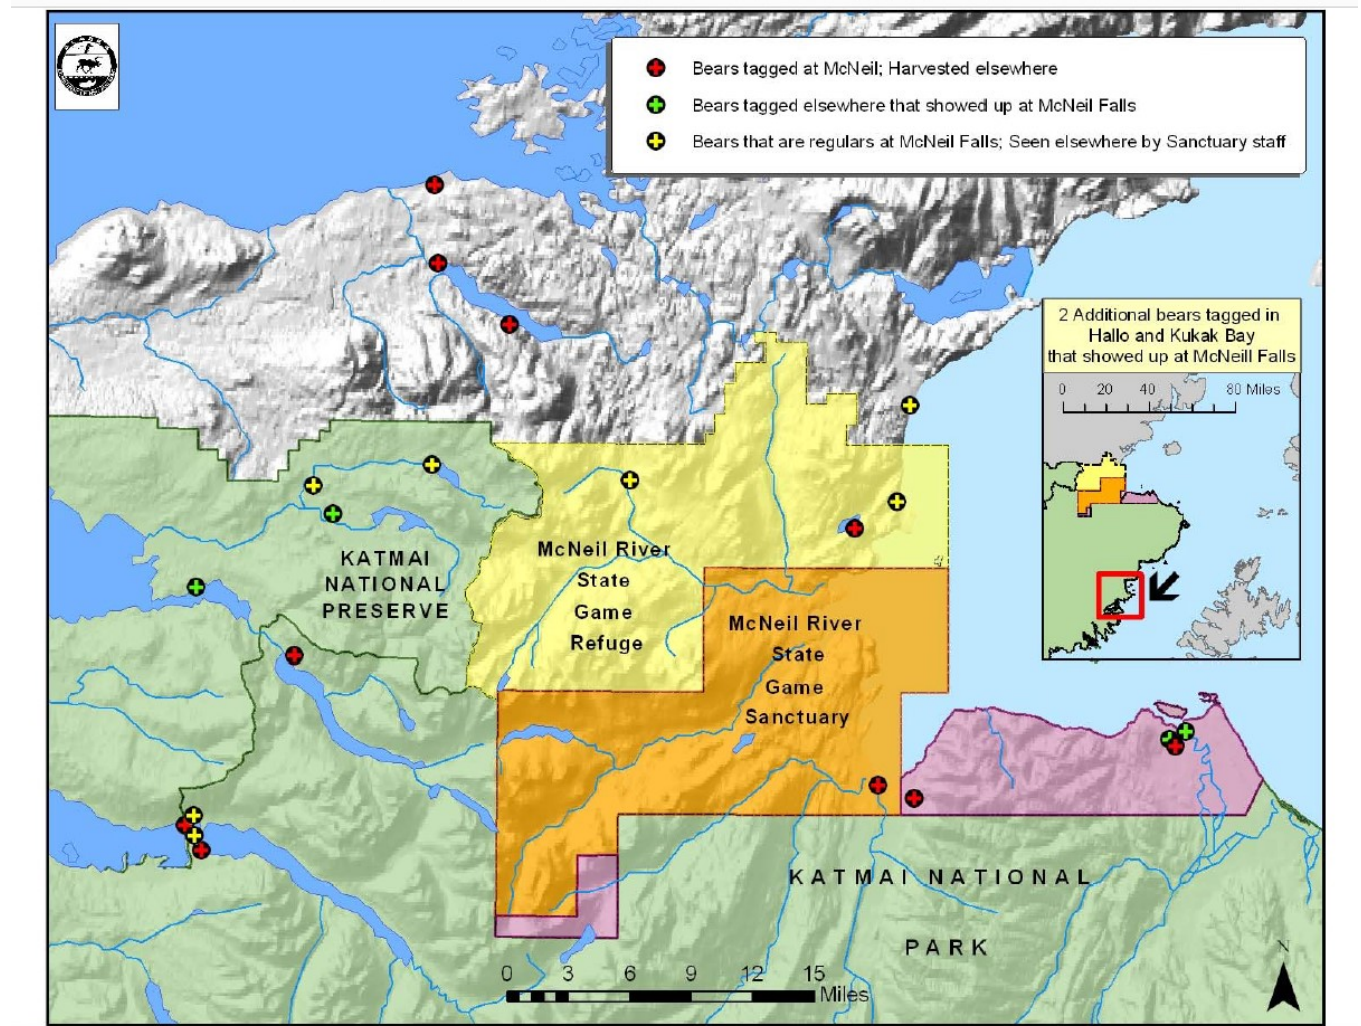 Bears tagged at McNeil; Harvested elsewhere
Bears tagged elsewhere that showed up at McNeil Falls
Bears that are regulars at McNeil Falls; Seen elsewhere by Sanctuary staff
2 Additional bears tagged in
Hallo and Kukak Bay
that showed up at McNeill Falls
0 20 40 80 Miles
KATMAI
NATIONAL
PRESERVE
McNeil River
State
Game
Refuge
McNeil River
State
Game
Sanctuary
KATMAI NATIONAL
PARK
0 3 6 9 12 15
Miles
N